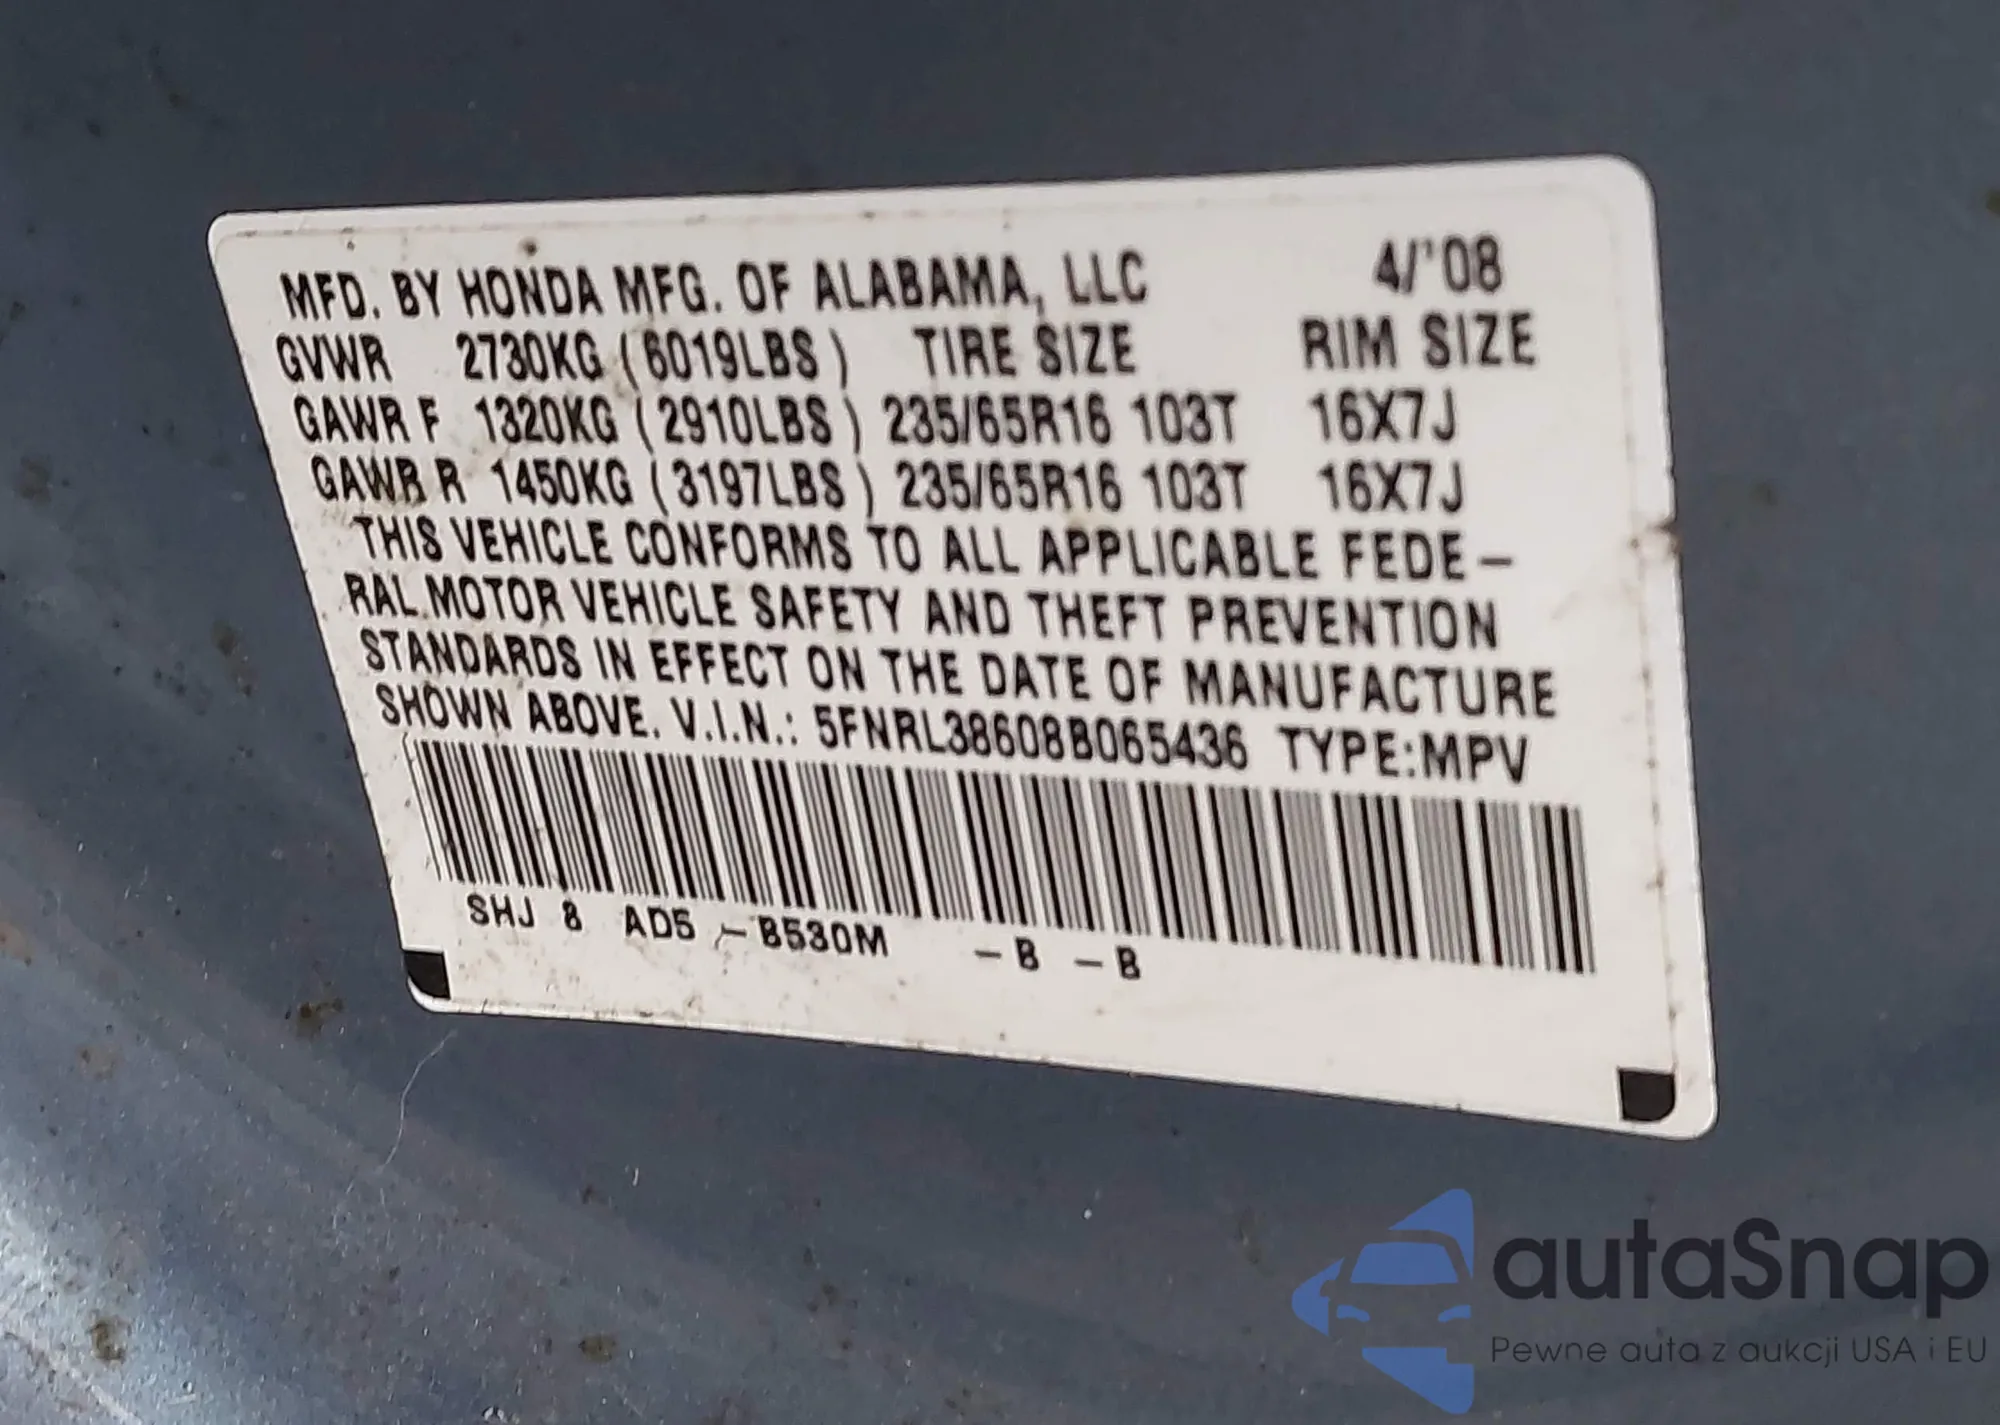 MFD. BY HONDA MFG. OF ALABAMA, LLC 4/'08
GVWR 2730KG (6019LBS) TIRE SIZE RIM SIZE
GAWR F 1320KG (2910LBS) 235/65R16 103T 16X7J
GAWR R 1450KG (3197LBS) 235/65R16 103T 16X7J
THIS VEHICLE CONFORMS TO ALL APPLICABLE FEDE-
RAL MOTOR VEHICLE SAFETY AND THEFT PREVENTION
STANDARDS IN EFFECT ON THE DATE OF MANUFACTURE
SHOWN ABOVE. V.I.N.: 5FNRL38608B065436 TYPE:MPV
SHJ 8 AD5 -B530M -B -B
autaSnap
Pewne auta z aukcji USA i EU